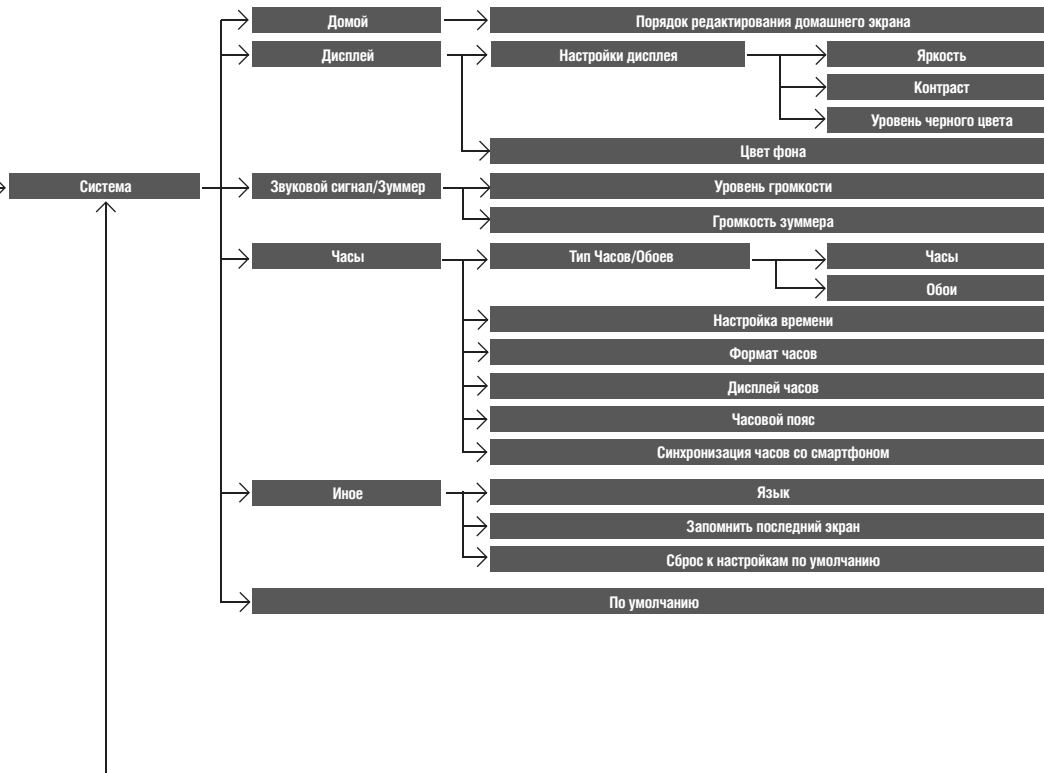 Домой
Порядок редактирования домашнего экрана
Дисплей
Настройки дисплея
Яркость
Контраст
Уровень черного цвета
Цвет фона
Система
Звуковой сигнал/Зуммер
Уровень громкости
Громкость зуммера
Часы
Тип Часов/Обоев
Часы
Обои
Настройка времени
Формат часов
Дисплей часов
Часовой пояс
Синхронизация часов со смартфоном
Иное
Язык
Запомнить последний экран
Сброс к настройкам по умолчанию
По умолчанию